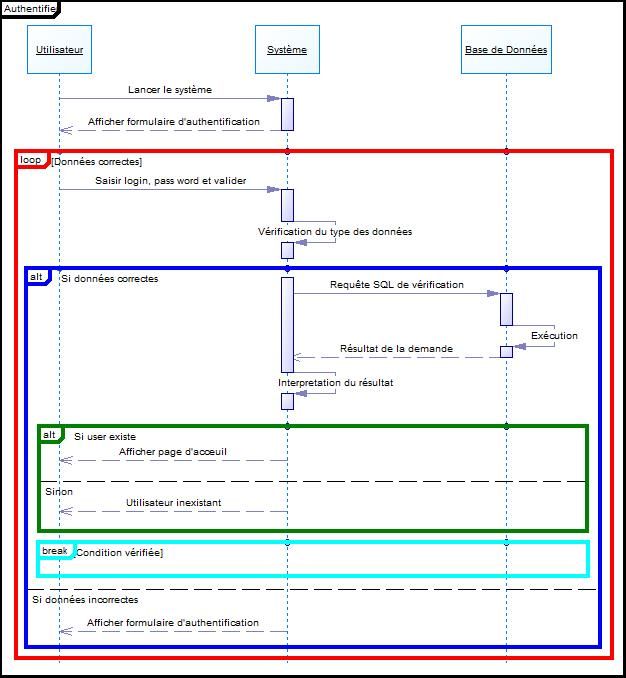 Authentifie
Utilisateur
Système
Base de Données
Lancer le système
Afficher formulaire d'authentification
loop
[Données correctes]
Saisir login, pass word et valider
Vérification du type des données
alt
Si données correctes
Requête SQL de vérification
Exécution
Résultat de la demande
Interpretation du résultat
alt
Si user existe
Afficher page d'acceuil
Sinon
Utilisateur inexistant
break
[Condition vérifiée]
Si données incorrectes
Afficher formulaire d'authentification